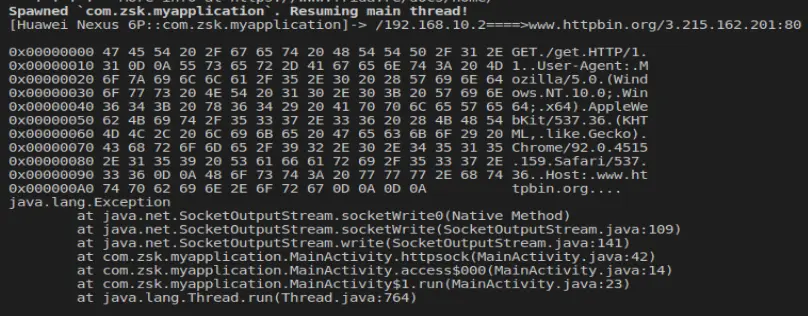 Spawned `com.zsk.myapplication`. Resuming main thread!
[Huawei Nexus 6P::com.zsk.myapplication]-> /192.168.10.2====>www.httpbin.org/3.215.162.201:80
0x00000000 47 45 54 20 2F 67 65 74 20 48 54 54 50 2F 31 2E GET./get.HTTP/1.
0x00000010 31 0D 0A 55 73 65 72 2D 41 67 65 6E 74 3A 20 4D 1..User-Agent:.M
0x00000020 6F 7A 69 6C 6C 61 2F 35 2E 30 20 28 57 69 6E 64 ozilla/5.0.(Wind
0x00000030 6F 77 73 20 4E 54 20 31 30 2E 30 3B 20 57 69 6E ows.NT.10.0;.Win
0x00000040 36 34 3B 20 78 36 34 29 20 41 70 70 6C 65 57 65 64;.x64).AppleWe
0x00000050 62 4B 69 74 2F 35 33 37 2E 33 36 20 28 4B 48 54 bKit/537.36.(KHT
0x00000060 4D 4C 2C 20 6C 69 6B 65 20 47 65 63 6B 6F 29 20 ML,.like.Gecko).
0x00000070 43 68 72 6F 6D 65 2F 39 32 2E 30 2E 34 35 31 35 Chrome/92.0.4515
0x00000080 2E 31 35 39 20 53 61 66 61 72 69 2F 35 33 37 2E .159.Safari/537.
0x00000090 33 36 0D 0A 48 6F 73 74 3A 20 77 77 77 2E 68 74 36..Host:.www.ht
0x000000A0 74 70 62 69 6E 2E 6F 72 67 0D 0A 0D 0A tpbin.org....
java.lang.Exception
at java.net.SocketOutputStream.socketWrite0(Native Method)
at java.net.SocketOutputStream.socketWrite(SocketOutputStream.java:109)
at java.net.SocketOutputStream.write(SocketOutputStream.java:141)
at com.zsk.myapplication.MainActivity.httpsock(MainActivity.java:42)
at com.zsk.myapplication.MainActivity.access$000(MainActivity.java:14)
at com.zsk.myapplication.MainActivity$1.run(MainActivity.java:23)
at java.lang.Thread.run(Thread.java:764)